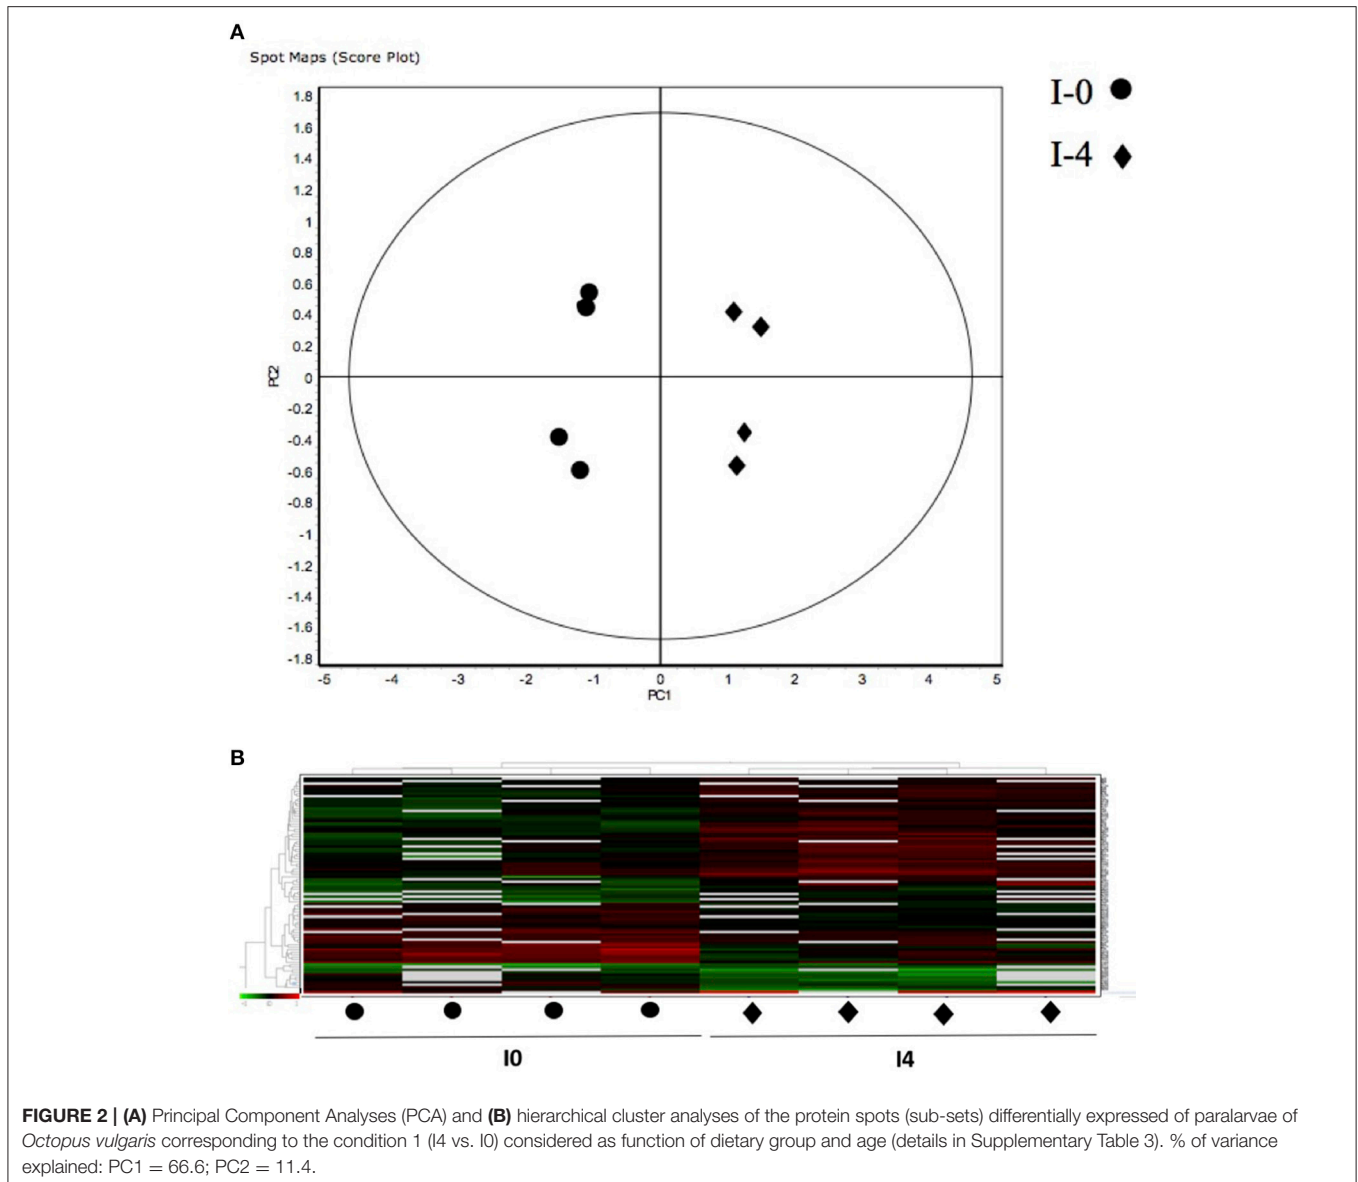 A
Spot Maps (Score Plot)
I-0
I-4
1.8
1.6
1.4
1.2
1
0.8
0.6
0.4
0.2
0
-0.2
-0.4
-0.6
-0.8
-1
-1.2
-1.4
-1.6
-1.8
PC2
-5 -4 -3 -2 -1 0 1 2 3 4 5
PC1
B
I0 I4
FIGURE 2 | (A) Principal Component Analyses (PCA) and (B) hierarchical cluster analyses of the protein spots (sub-sets) differentially expressed of paralarvae of
Octopus vulgaris corresponding to the condition 1 (I4 vs. I0) considered as function of dietary group and age (details in Supplementary Table 3). % of variance
explained: PC1 = 66.6; PC2 = 11.4.